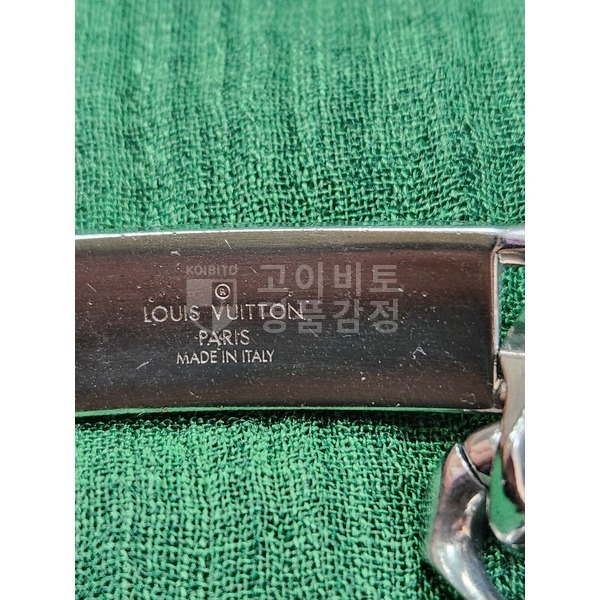 KOIBITO
고이비토
명품감정
®
LOUIS VUITTON
PARIS
MADE IN ITALY